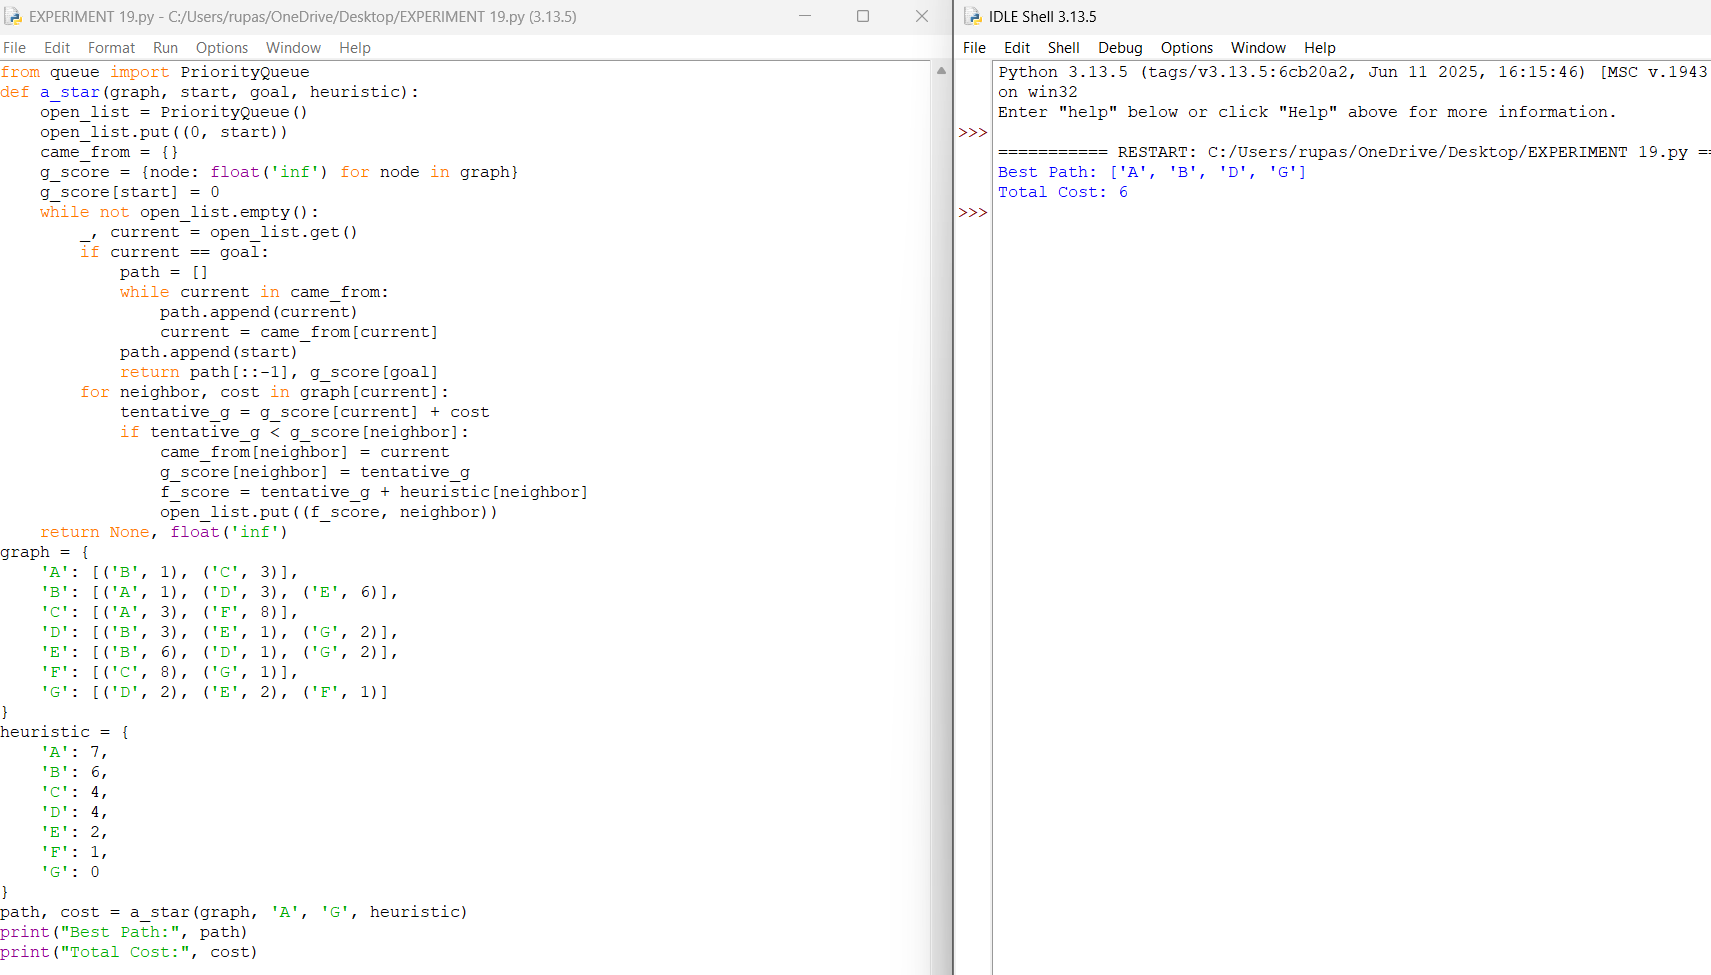 EXPERIMENT 19.py - C:/Users/rupas/OneDrive/Desktop/EXPERIMENT 19.py (3.13.5)
File Edit Format Run Options Window Help
from queue import PriorityQueue
def a_star(graph, start, goal, heuristic):
    open_list = PriorityQueue()
    open_list.put((0, start))
    came_from = {}
    g_score = {node: float('inf') for node in graph}
    g_score[start] = 0
    while not open_list.empty():
        _, current = open_list.get()
        if current == goal:
            path = []
            while current in came_from:
                path.append(current)
                current = came_from[current]
            path.append(start)
            return path[::-1], g_score[goal]
        for neighbor, cost in graph[current]:
            tentative_g = g_score[current] + cost
            if tentative_g < g_score[neighbor]:
                came_from[neighbor] = current
                g_score[neighbor] = tentative_g
                f_score = tentative_g + heuristic[neighbor]
                open_list.put((f_score, neighbor))
    return None, float('inf')
graph = {
    'A': [('B', 1), ('C', 3)],
    'B': [('A', 1), ('D', 3), ('E', 6)],
    'C': [('A', 3), ('F', 8)],
    'D': [('B', 3), ('E', 1), ('G', 2)],
    'E': [('B', 6), ('D', 1), ('G', 2)],
    'F': [('C', 8), ('G', 1)],
    'G': [('D', 2), ('E', 2), ('F', 1)]
}
heuristic = {
    'A': 7,
    'B': 6,
    'C': 4,
    'D': 4,
    'E': 2,
    'F': 1,
    'G': 0
}
path, cost = a_star(graph, 'A', 'G', heuristic)
print("Best Path:", path)
print("Total Cost:", cost)
IDLE Shell 3.13.5
File Edit Shell Debug Options Window Help
Python 3.13.5 (tags/v3.13.5:6cb20a2, Jun 11 2025, 16:15:46) [MSC v.1943
on win32
Enter "help" below or click "Help" above for more information.
>>>
=========== RESTART: C:/Users/rupas/OneDrive/Desktop/EXPERIMENT 19.py ==
Best Path: ['A', 'B', 'D', 'G']
Total Cost: 6
>>>